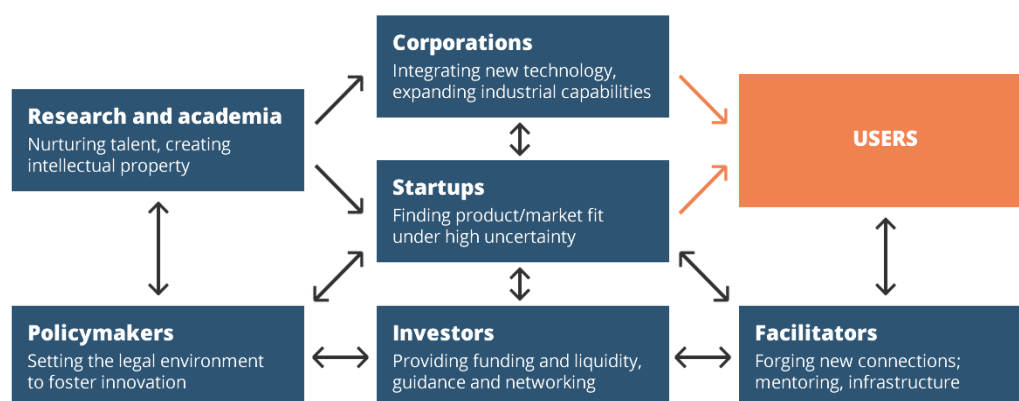 Corporations
Integrating new technology,
expanding industrial capabilities
Research and academia
Nurturing talent, creating
intellectual property
USERS
Startups
Finding product/market fit
under high uncertainty
Policymakers
Setting the legal environment
to foster innovation
Investors
Providing funding and liquidity,
guidance and networking
Facilitators
Forging new connections;
mentoring, infrastructure